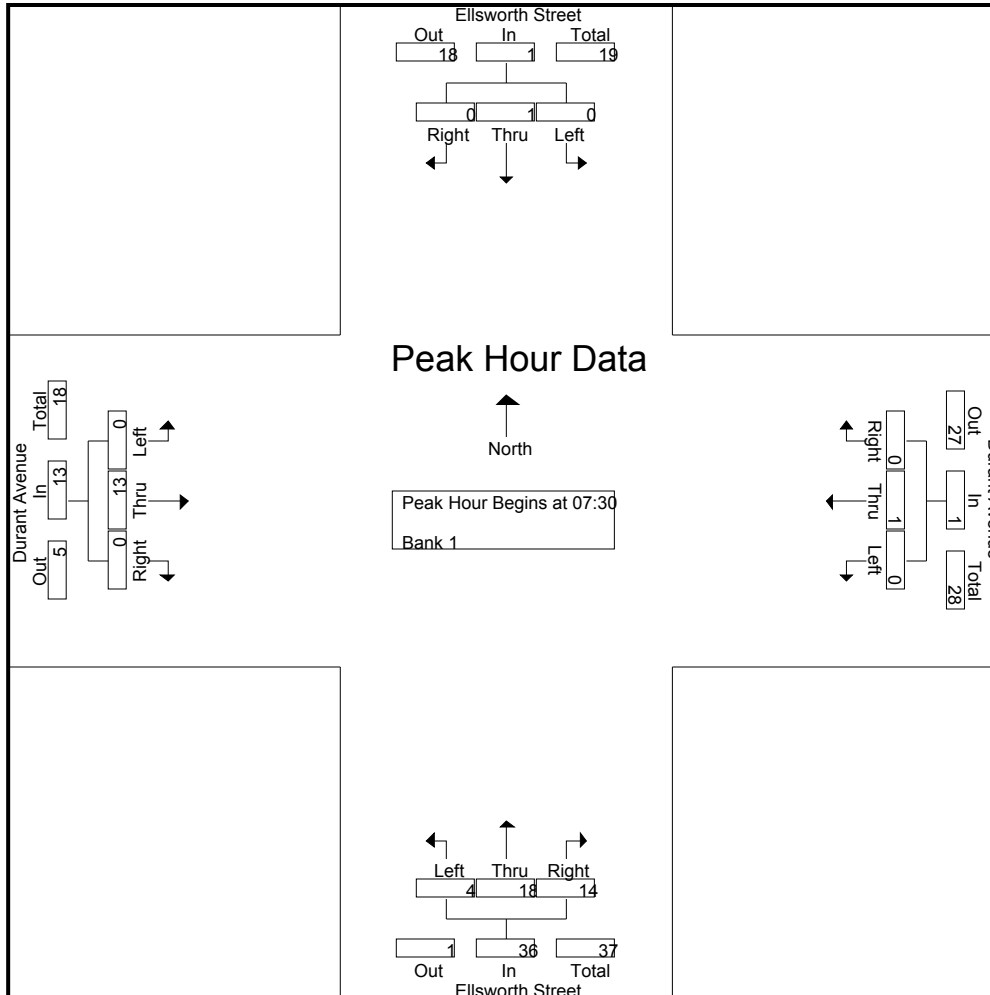 Ellsworth Street
Out In Total
18 1 19
0 1 0
Right Thru Left
Peak Hour Data
North
Peak Hour Begins at 07:30
Bank 1
Durant Avenue
Total In Out
18 13 5
0 13 0
Left Thru Right
Out In Total
27 1 28
0 1 0
Right Thru Left
Left Thru Right
4 18 14
1 36 37
Out In Total
Ellsworth Street